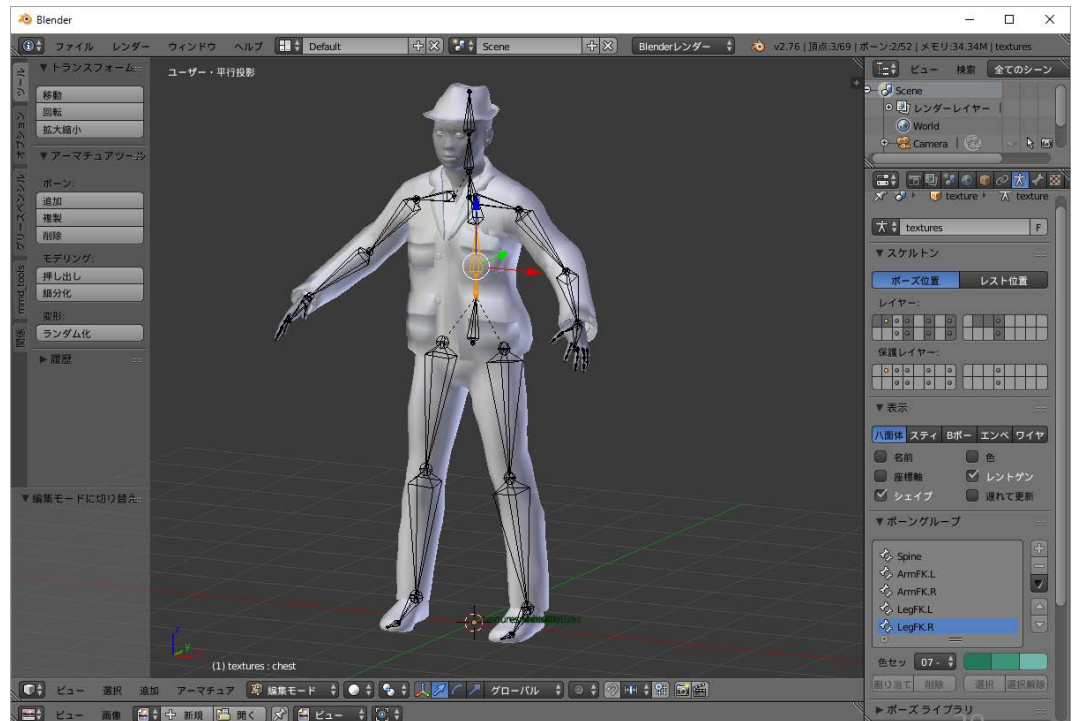 Blender
ファイル レンダー ウィンドウ ヘルプ Default Scene Blenderレンダー v2.76 | 頂点:3/69 | ボーン:2/52 | メモリ:34.34M | textures
ユーザー・平行投影
ツール
オプション
グリースペンシル
mmd_tools
関係
▼トランスフォーム
移動
回転
拡大縮小
▼アーマチュアツール
ボーン:
追加
複製
削除
モデリング:
押し出し
細分化
変形:
ランダム化
▶履歴
▼編集モードに切り替え
(1) textures : chest
ビュー 検索 全てのシーン
Scene
レンダーレイヤー |
World
Camera |
texture texture
textures F
▼スケルトン
ポーズ位置 レスト位置
レイヤー:
保護レイヤー:
▼表示
八面体 スティ Bボー エンベ ワイヤ
名前 色
座標軸 レントゲン
シェイプ 遅れて更新
▼ボーングループ
Spine
ArmFK.L
ArmFK.R
LegFK.L
LegFK.R
色セッ 07 -
割り当て 削除 選択 選択解除
▶ポーズライブラリ
ビュー 選択 追加 アーマチュア 編集モード グローバル
ビュー 画像 新規 開く ビュー